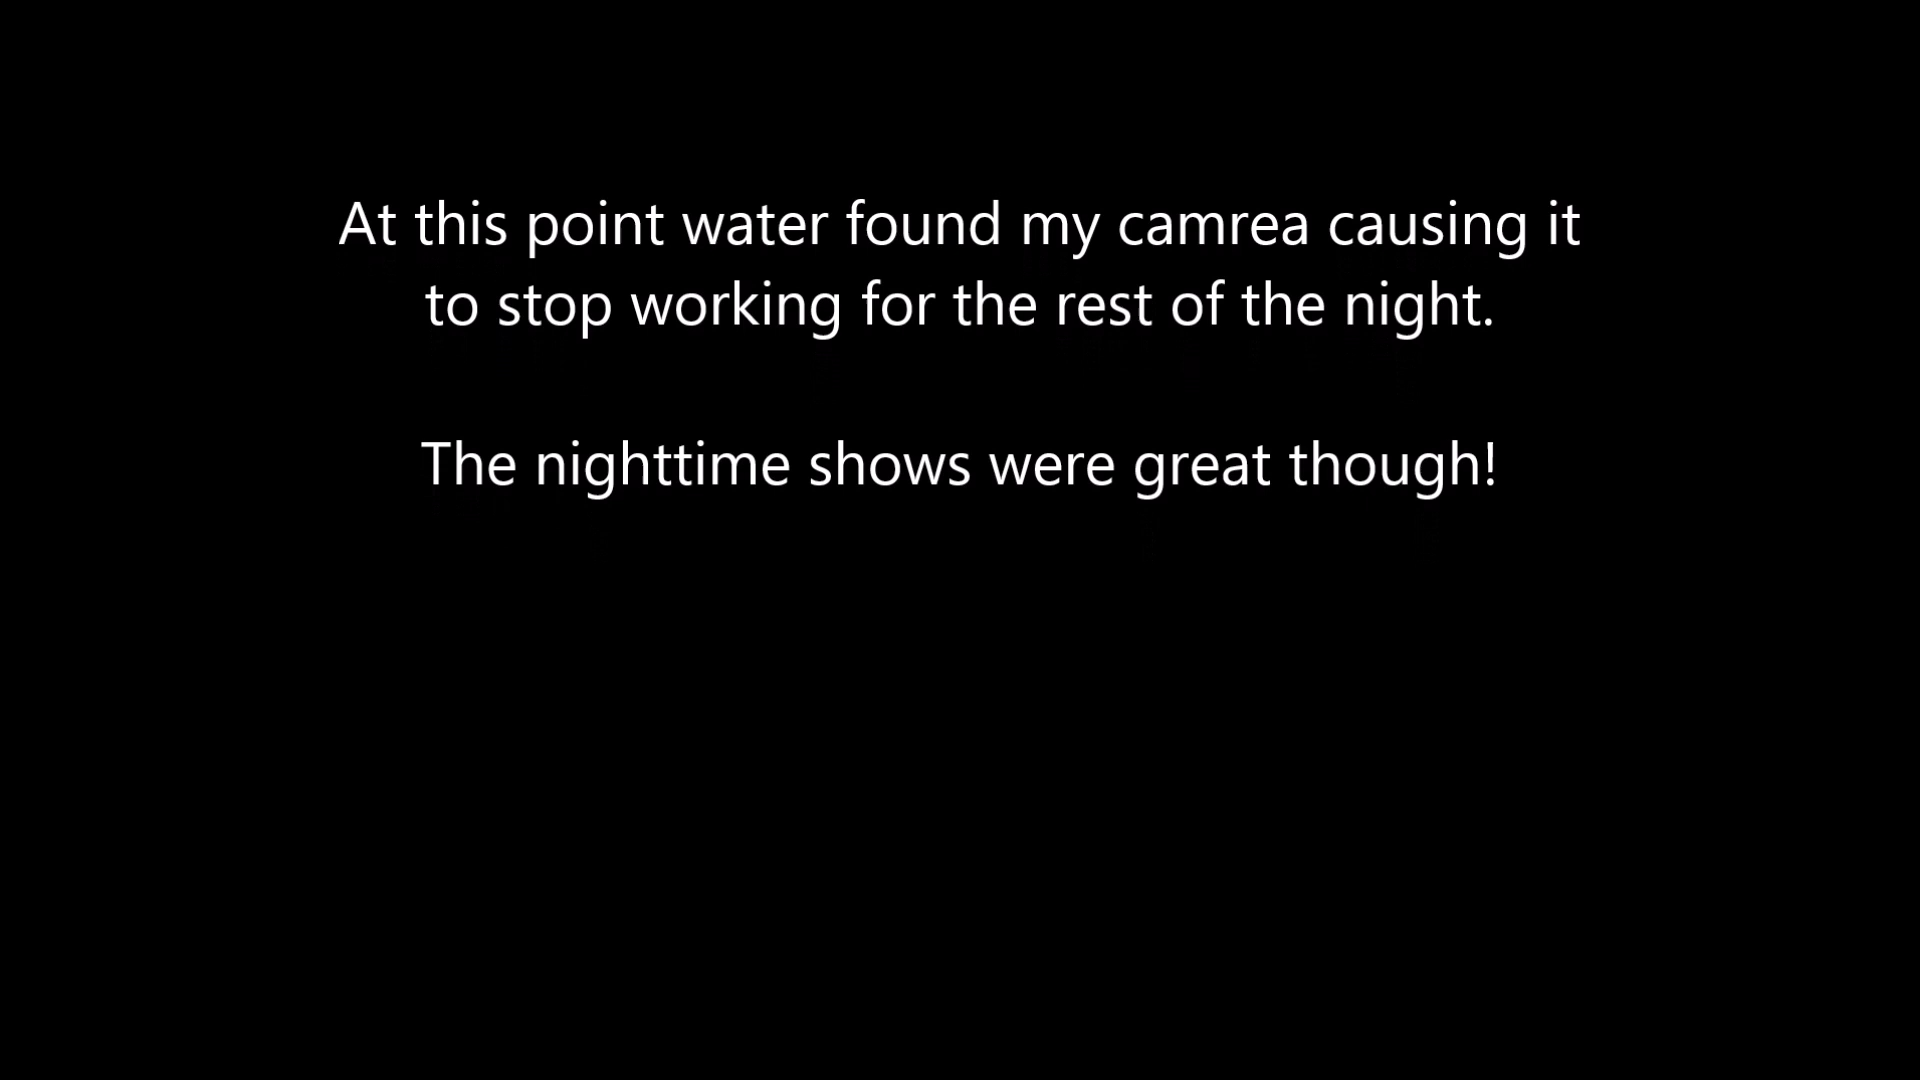 At this point water found my camrea causing it
to stop working for the rest of the night.
The nighttime shows were great though!